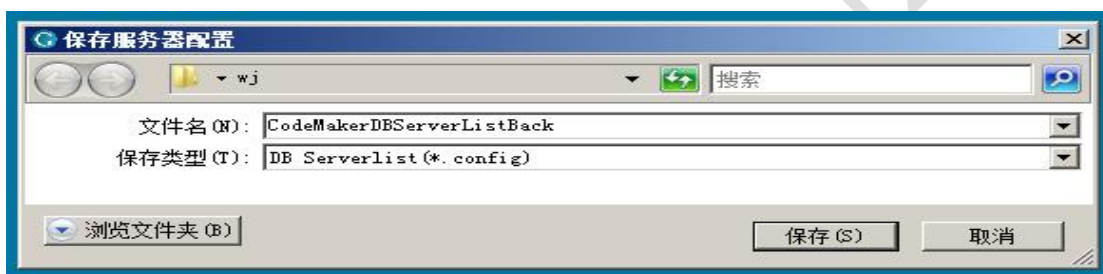 保存服务器配置
wj
搜索
文件名(N): CodeMakerDBServerListBack
保存类型(T): DB Serverlist(*.config)
浏览文件夹(B)
保存(S)
取消